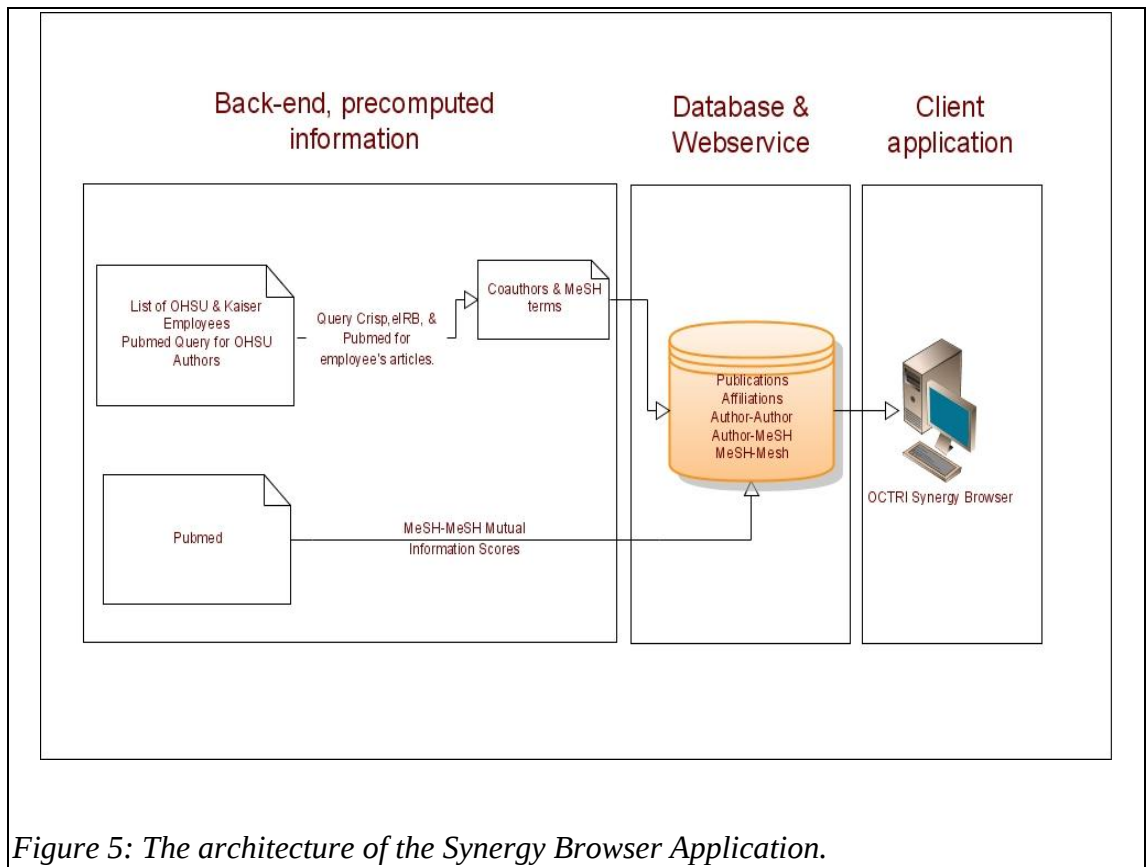 Back-end, precomputed
information
Database &
Webservice
Client
application
List of OHSU & Kaiser
Employees
Pubmed Query for OHSU
Authors
Query Crisp,eIRB, &
Pubmed for
employee's articles.
Coauthors & MeSH
terms
Publications
Affiliations
Author-Author
Author-MeSH
MeSH-Mesh
OCTRI Synergy Browser
Pubmed
MeSH-MeSH Mutual
Information Scores
Figure 5: The architecture of the Synergy Browser Application.